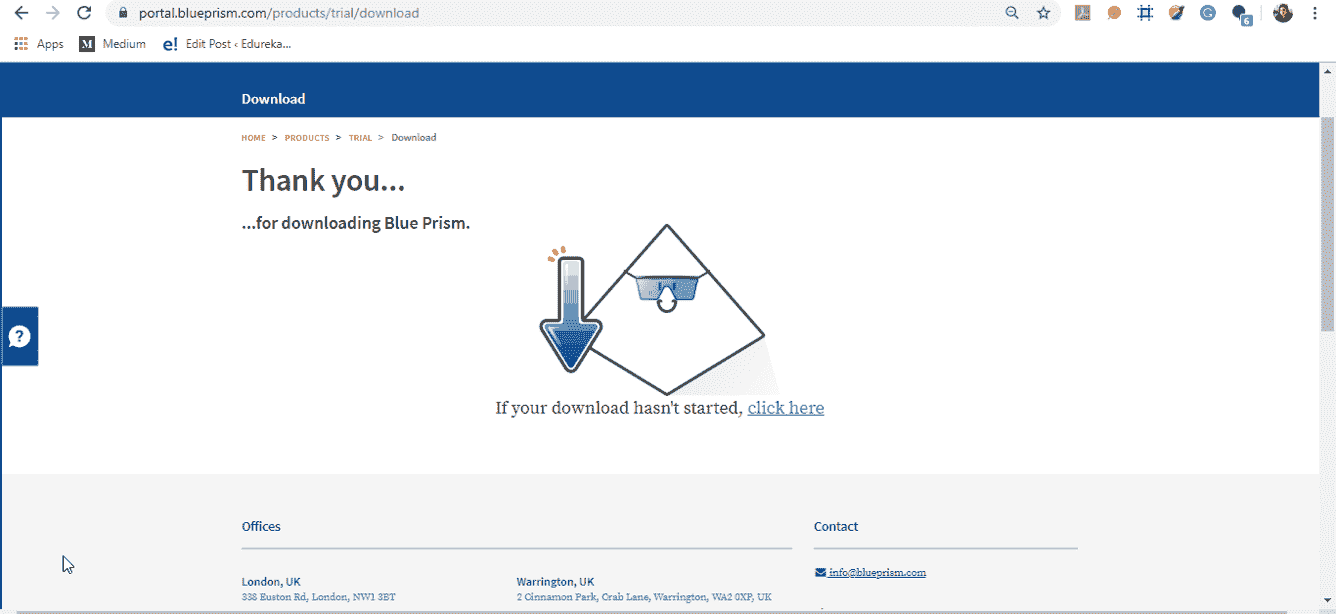 portal.blueprism.com/products/trial/download
6
Apps M Medium e! Edit Post ‹ Edureka...
Download
HOME > PRODUCTS > TRIAL > Download
Thank you...
...for downloading Blue Prism.
?
If your download hasn't started, click here
Offices
Contact
info@blueprism.com
London, UK
Warrington, UK
338 Euston Rd, London, NW1 3BT
2 Cinnamon Park, Crab Lane, Warrington, WA2 0XP, UK